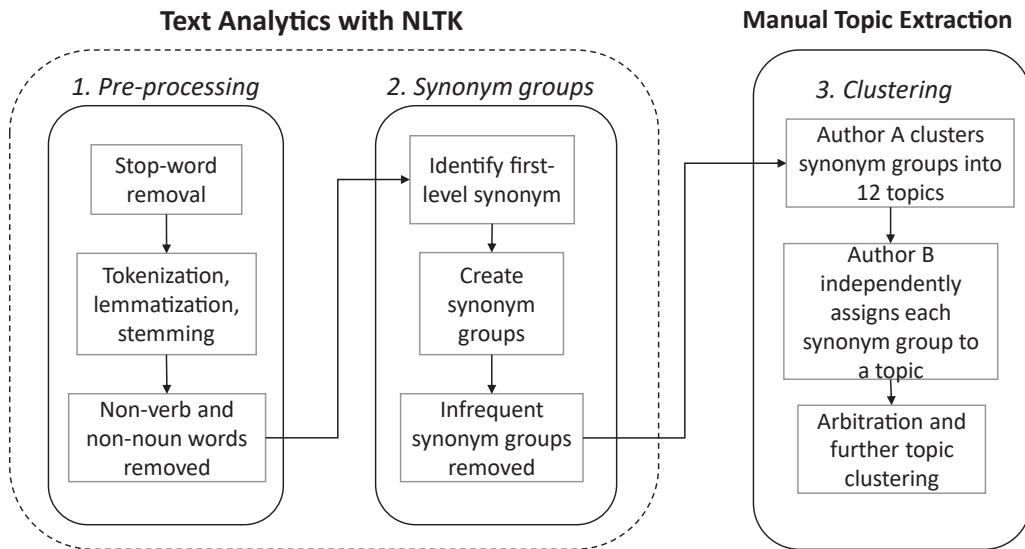 Text Analytics with NLTK
Manual Topic Extraction
1. Pre-processing
Stop-word
removal
Tokenization,
lemmatization,
stemming
Non-verb and
non-noun words
removed
2. Synonym groups
Identify first-
level synonym
Create
synonym
groups
Infrequent
synonym groups
removed
3. Clustering
Author A clusters
synonym groups into
12 topics
Author B
independently
assigns each
synonym group to
a topic
Arbitration and
further topic
clustering